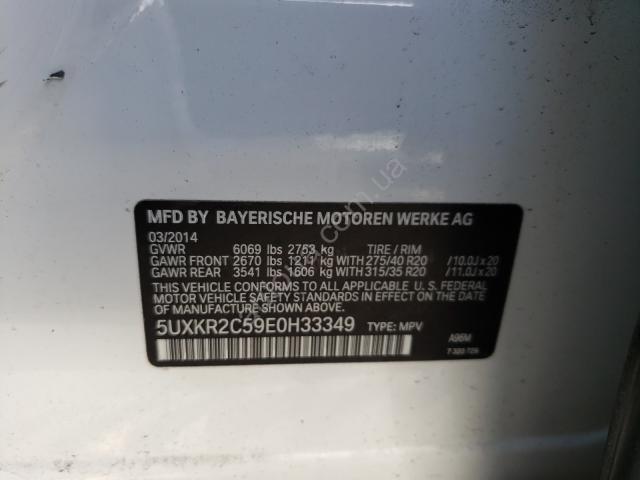 MFD BY BAYERISCHE MOTOREN WERKE AG
03/2014
GVWR 6069 lbs 2753 kg TIRE / RIM
GAWR FRONT 2670 lbs 1211 kg WITH 275/40 R20 /10.0J x 20
GAWR REAR 3541 lbs 1606 kg WITH 315/35 R20 /11.0J x 20
THIS VEHICLE CONFORMS TO ALL APPLICABLE U. S. FEDERAL
MOTOR VEHICLE SAFETY STANDARDS IN EFFECT ON THE DATE OF
MANUFACTURE SHOWN ABOVE.
5UXKR2C59E0H33349 TYPE: MPV
A96M